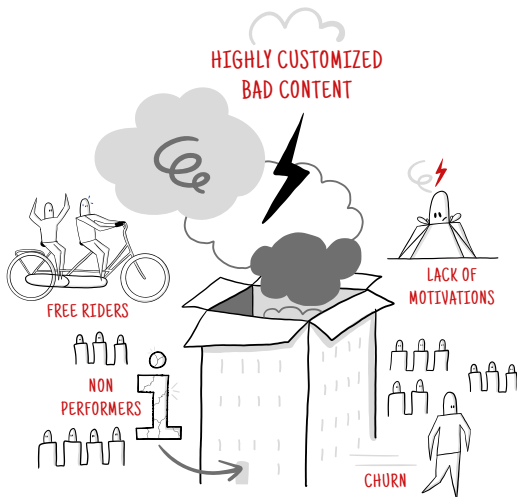 HIGHLY CUSTOMIZED
BAD CONTENT
FREE RIDERS
LACK OF
MOTIVATIONS
NON
PERFORMERS
i
CHURN